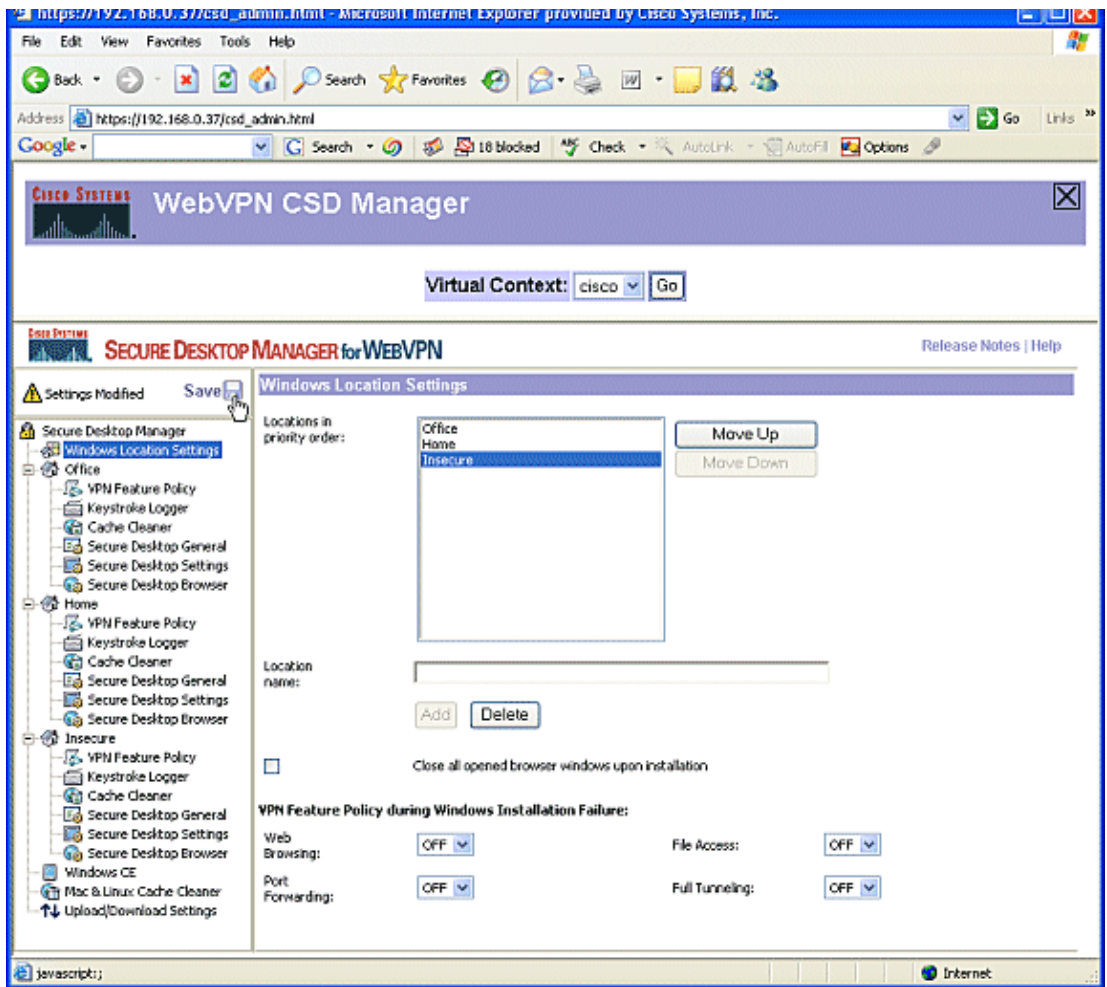 https://192.168.0.37/csd_admin.html - Microsoft Internet Explorer provided by Cisco Systems, Inc.
File Edit View Favorites Tools Help
Back Search Favorites
Address https://192.168.0.37/csd_admin.html Go Links »
Google Search 18 blocked Check AutoLink AutoFill Options
CISCO SYSTEMS WebVPN CSD Manager
Virtual Context: cisco Go
CISCO SYSTEMS SECURE DESKTOP MANAGER for WEBVPN Release Notes | Help
Settings Modified Save
Secure Desktop Manager
Windows Location Settings
Office
VPN Feature Policy
Keystroke Logger
Cache Cleaner
Secure Desktop General
Secure Desktop Settings
Secure Desktop Browser
Home
VPN Feature Policy
Keystroke Logger
Cache Cleaner
Secure Desktop General
Secure Desktop Settings
Secure Desktop Browser
Insecure
VPN Feature Policy
Keystroke Logger
Cache Cleaner
Secure Desktop General
Secure Desktop Settings
Secure Desktop Browser
Windows CE
Mac & Linux Cache Cleaner
Upload/Download Settings
Windows Location Settings
Locations in
priority order:
Office
Home
Insecure
Move Up
Move Down
Location
name:
Add Delete
Close all opened browser windows upon installation
VPN Feature Policy during Windows Installation Failure:
Web
Browsing: OFF File Access: OFF
Port
Forwarding: OFF Full Tunneling: OFF
javascript:; Internet